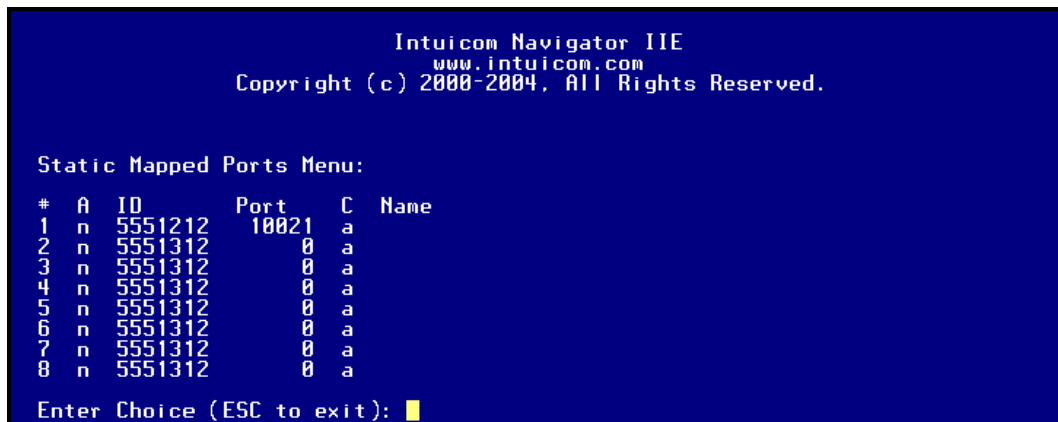 Intuicom Navigator IIE
www.intuicom.com
Copyright (c) 2000-2004, All Rights Reserved.
Static Mapped Ports Menu:
# A ID Port C Name
1 n 5551212 10021 a
2 n 5551312 0 a
3 n 5551312 0 a
4 n 5551312 0 a
5 n 5551312 0 a
6 n 5551312 0 a
7 n 5551312 0 a
8 n 5551312 0 a
Enter Choice (ESC to exit):